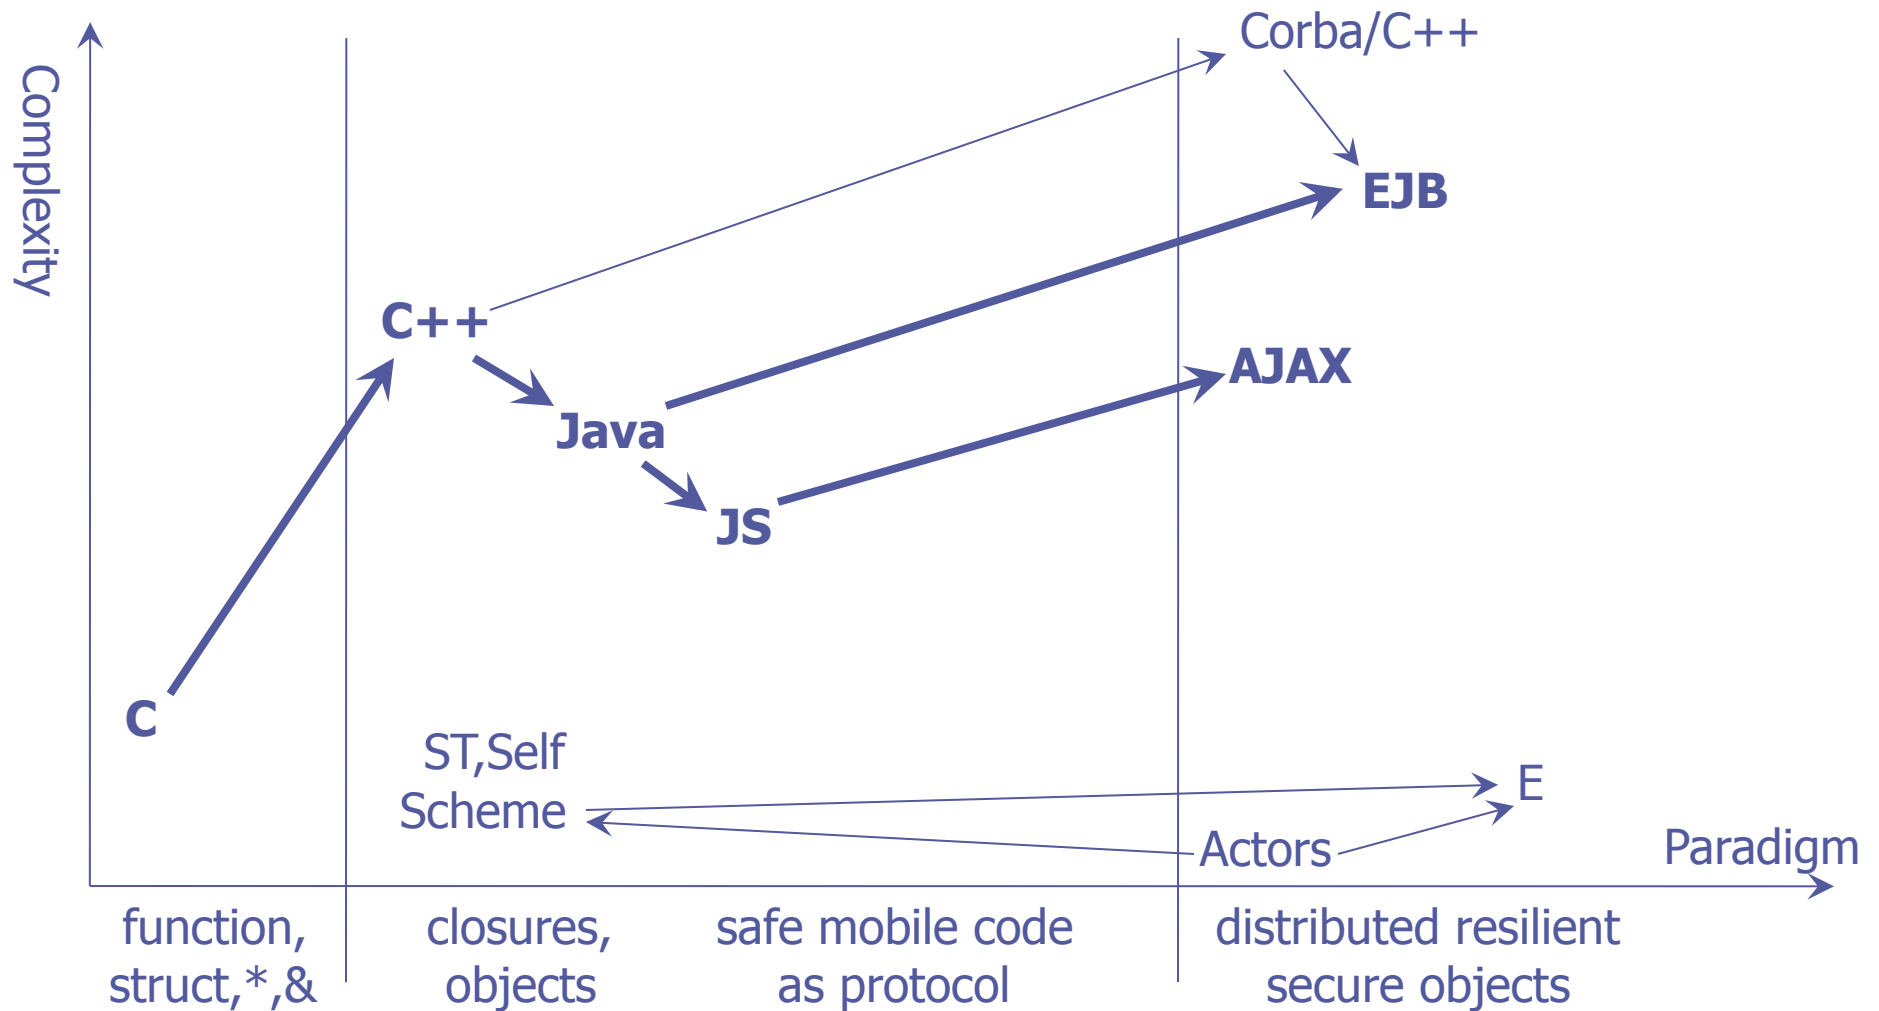 Corba/C++
Complexity
EJB
C++
AJAX
Java
JS
C
ST,Self
Scheme
E
Actors
Paradigm
function,
struct,*,&
closures,
objects
safe mobile code
as protocol
distributed resilient
secure objects